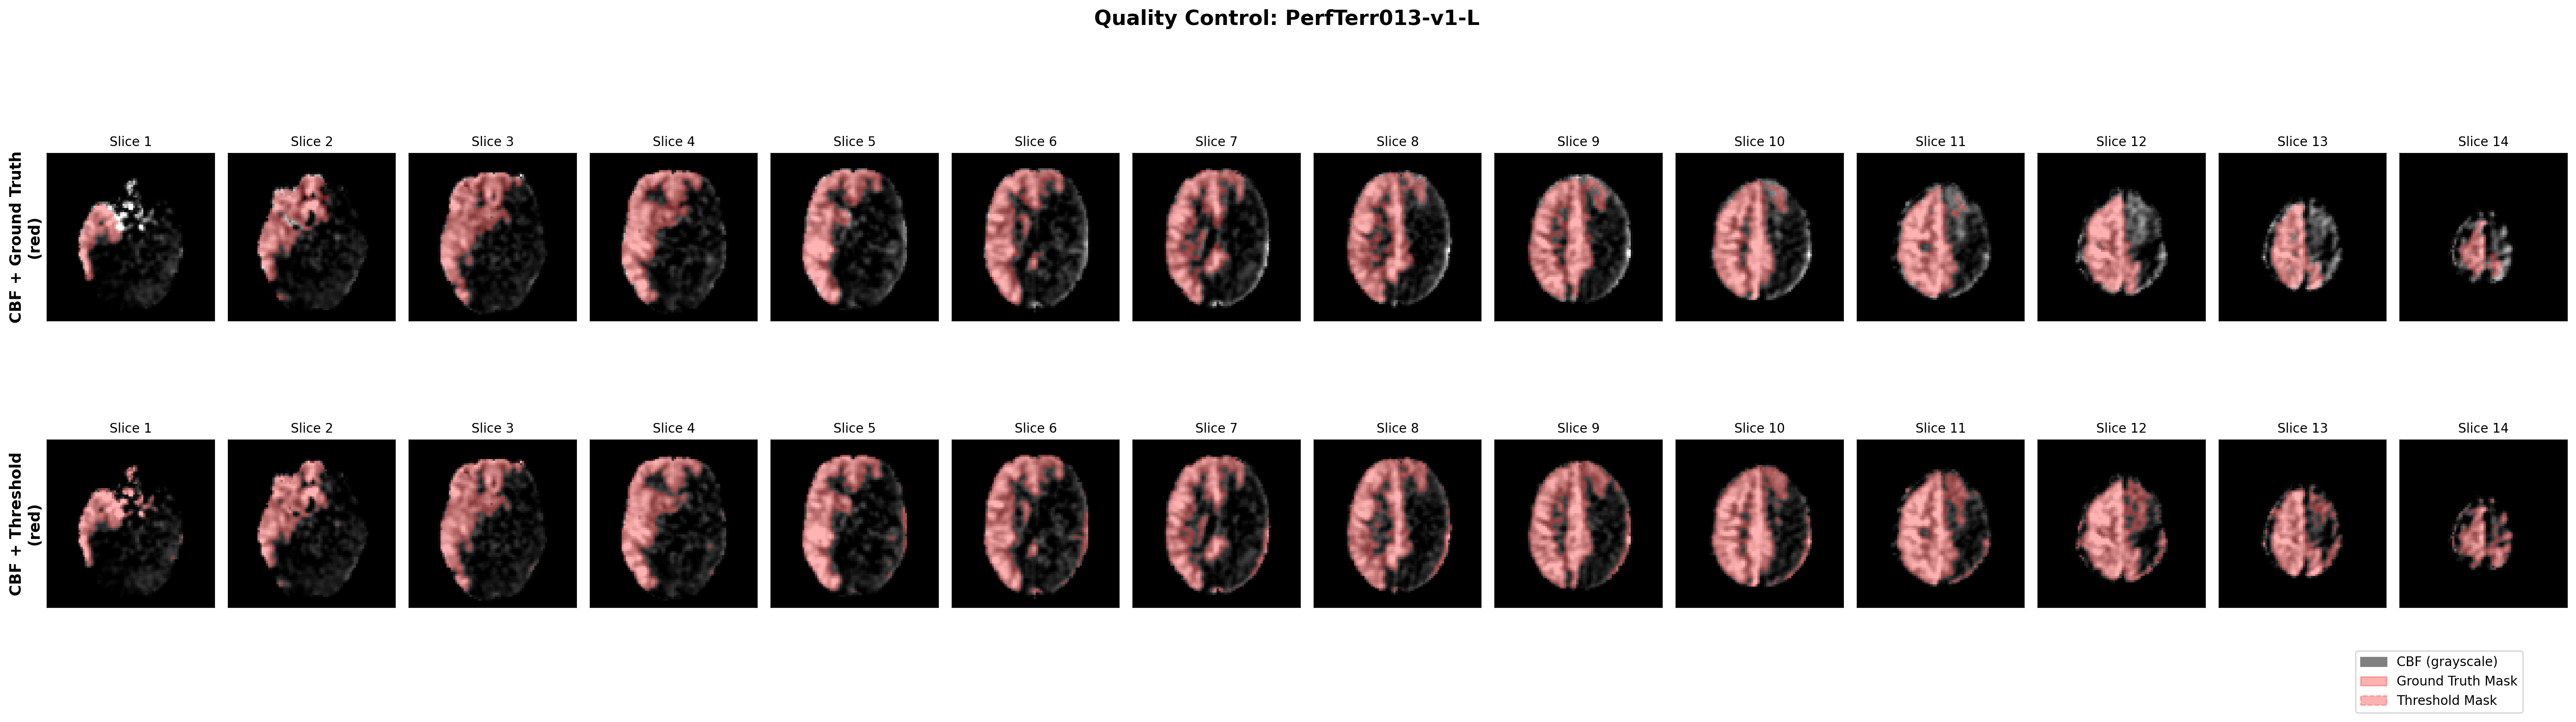 Quality Control: PerfTerr013-v1-L
CBF + Ground Truth
(red)
Slice 1 Slice 2 Slice 3 Slice 4 Slice 5 Slice 6 Slice 7 Slice 8 Slice 9 Slice 10 Slice 11 Slice 12 Slice 13 Slice 14
CBF + Threshold
(red)
Slice 1 Slice 2 Slice 3 Slice 4 Slice 5 Slice 6 Slice 7 Slice 8 Slice 9 Slice 10 Slice 11 Slice 12 Slice 13 Slice 14
CBF (grayscale)
Ground Truth Mask
Threshold Mask